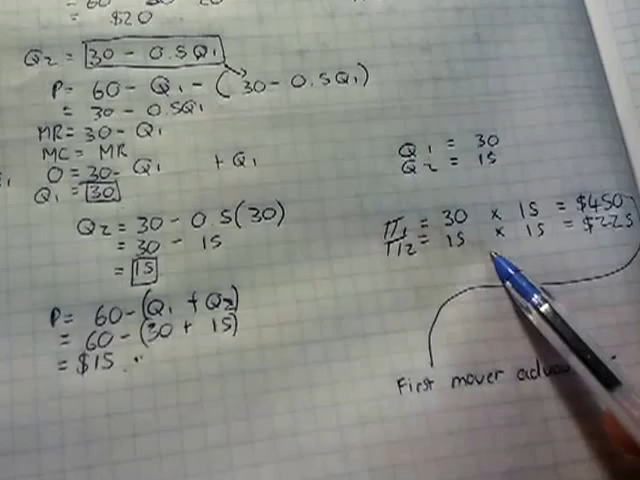 = $20
Q2 = 30 - 0.5Q1
P = 60 - Q1 - (30 - 0.5Q1)
= 30 - 0.5Q1
MR = 30 - Q1
MC = MR
0 = 30 - Q1 + Q1
Q1 = 30
Q2 = 30 - 0.5(30)
= 30 - 15
= 15
P = 60 - (Q1 + Q2)
= 60 - (30 + 15)
= $15
Q1 = 30
Q2 = 15
π1 = 30 x 15 = $450
π2 = 15 x 15 = $225
First mover